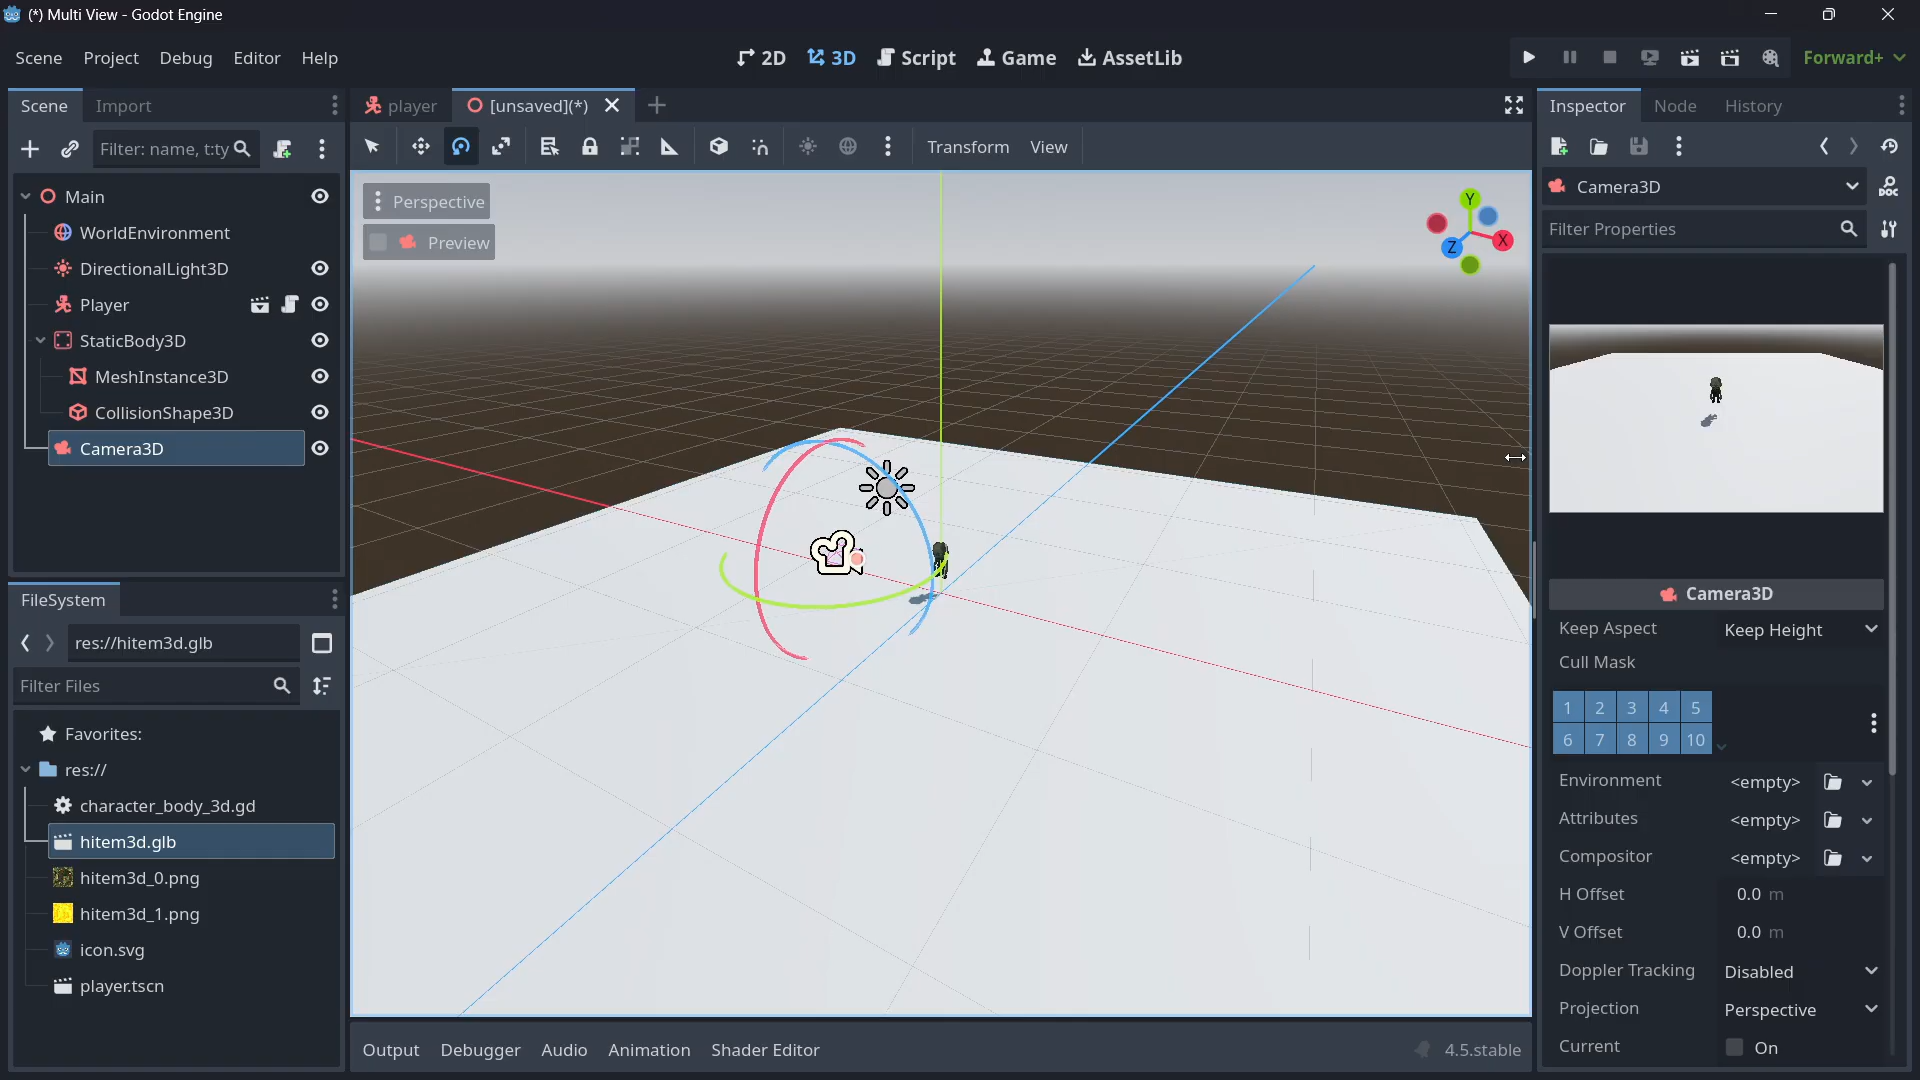 (*) Multi View - Godot Engine
Scene Project Debug Editor Help
2D 3D Script Game AssetLib
Forward+
Scene Import
Filter: name, t:ty
Main
WorldEnvironment
DirectionalLight3D
Player
StaticBody3D
MeshInstance3D
CollisionShape3D
Camera3D
FileSystem
res://hitem3d.glb
Filter Files
Favorites:
res://
character_body_3d.gd
hitem3d.glb
hitem3d_0.png
hitem3d_1.png
icon.svg
player.tscn
player [unsaved](*)
Transform View
Perspective
Preview
Y
X
Z
Output Debugger Audio Animation Shader Editor
4.5.stable
Inspector Node History
Camera3D
DOC
Filter Properties
Camera3D
Keep Aspect Keep Height
Cull Mask
1 2 3 4 5
6 7 8 9 10
Environment <empty>
Attributes <empty>
Compositor <empty>
H Offset 0.0 m
V Offset 0.0 m
Doppler Tracking Disabled
Projection Perspective
Current On